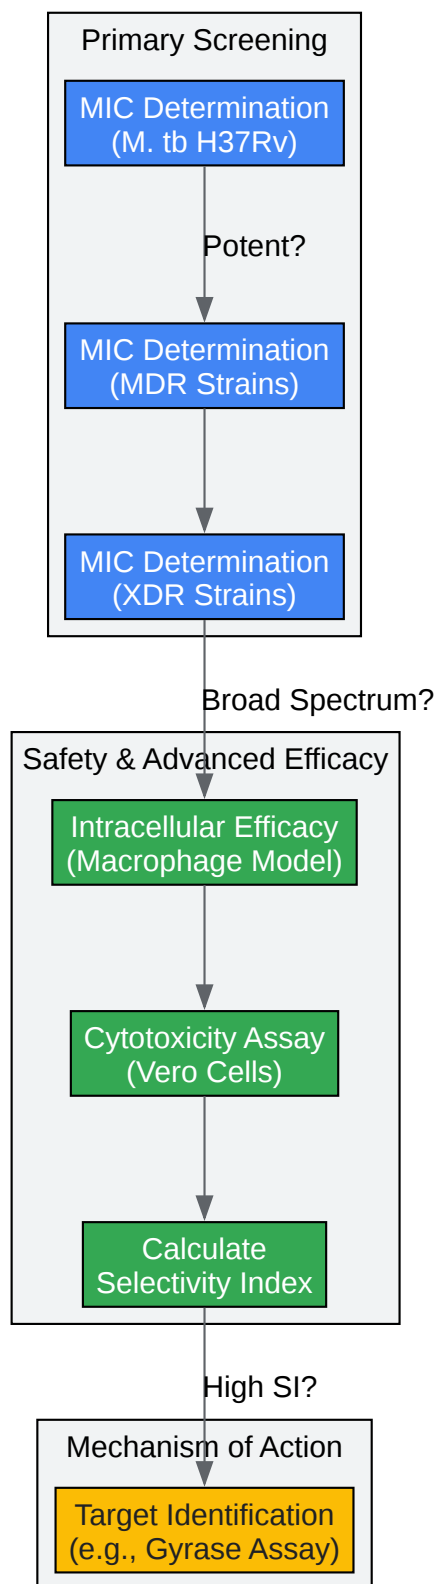 Primary Screening
MIC Determination
(M. tb H37Rv)
Potent?
MIC Determination
(MDR Strains)
MIC Determination
(XDR Strains)
Broad Spectrum?
Safety & Advanced Efficacy
Intracellular Efficacy
(Macrophage Model)
Cytotoxicity Assay
(Vero Cells)
Calculate
Selectivity Index
High SI?
Mechanism of Action
Target Identification
(e.g., Gyrase Assay)